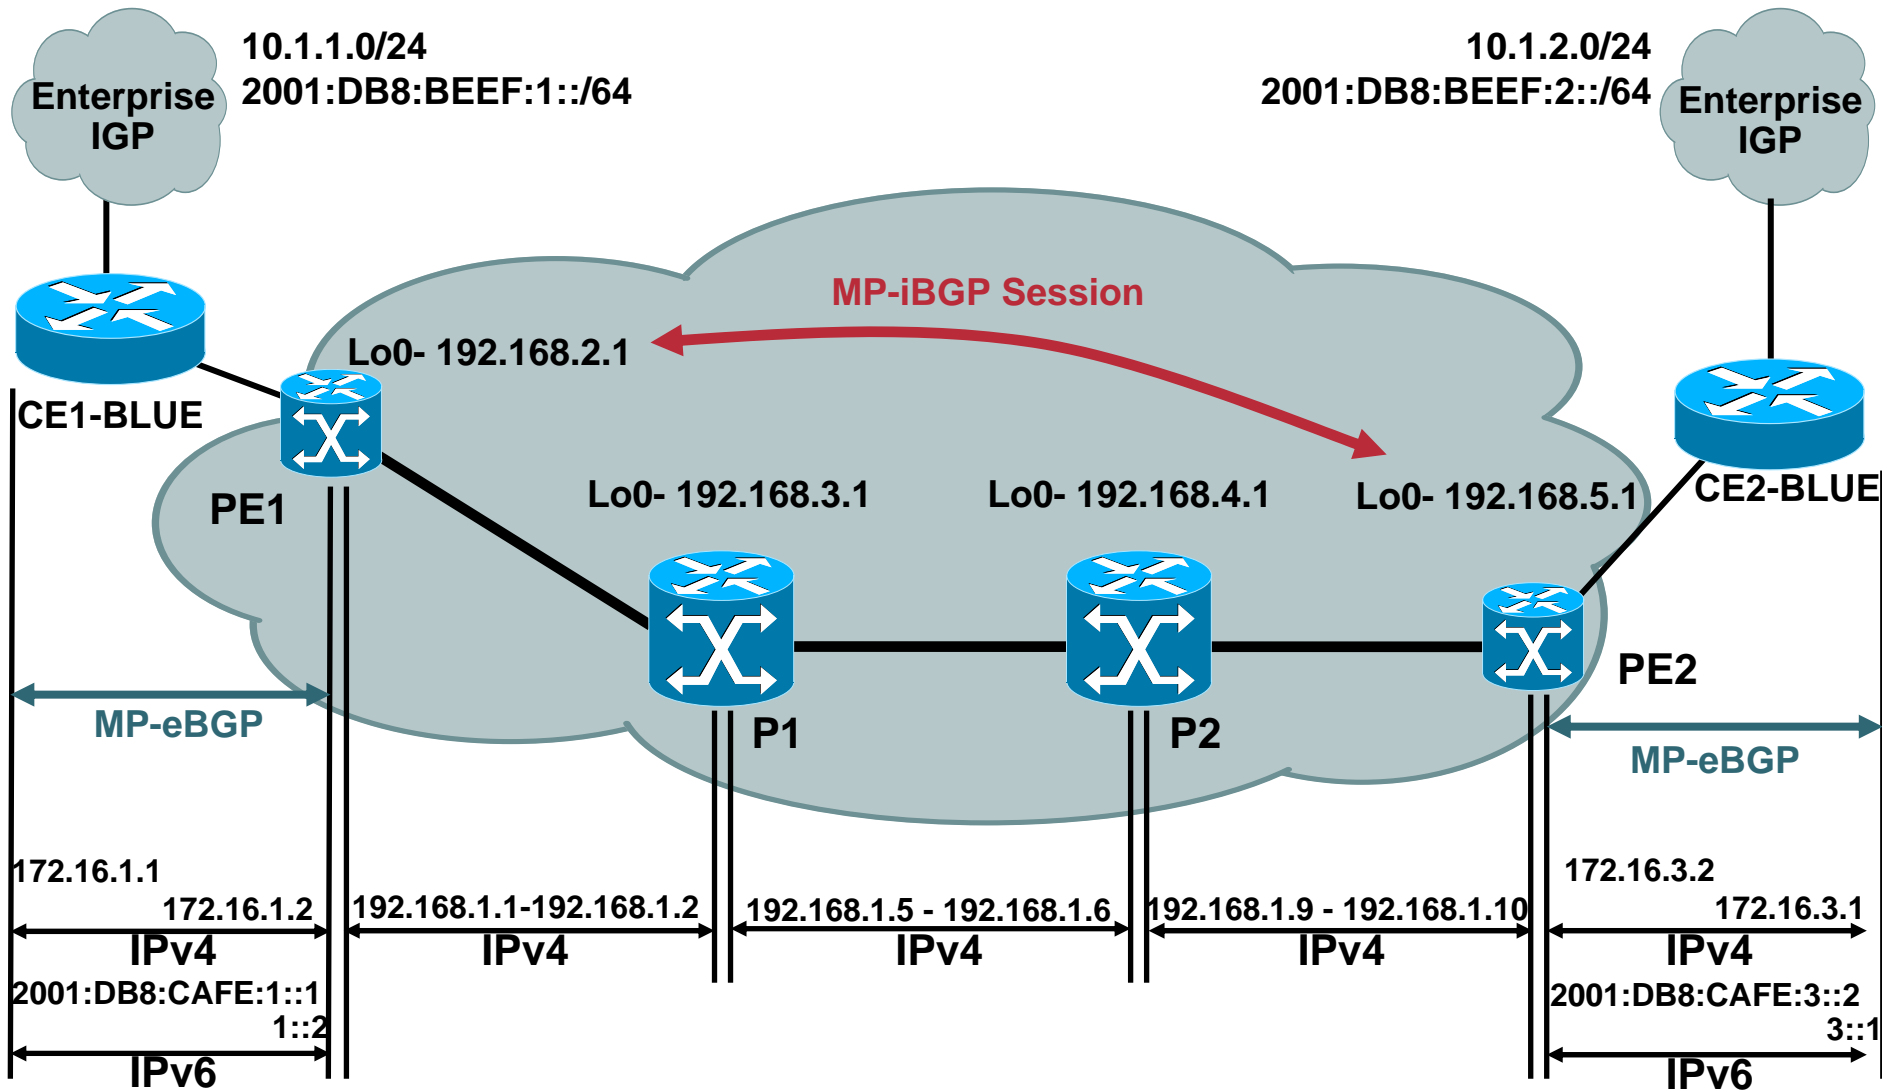 10.1.1.0/24
2001:DB8:BEEF:1::/64
Enterprise
IGP
10.1.2.0/24
2001:DB8:BEEF:2::/64
Enterprise
IGP
MP-iBGP Session
Lo0- 192.168.2.1
CE1-BLUE
PE1
Lo0- 192.168.3.1
Lo0- 192.168.4.1
Lo0- 192.168.5.1
CE2-BLUE
PE2
MP-eBGP
P1
P2
MP-eBGP
172.16.1.1
172.16.1.2
IPv4
192.168.1.1-192.168.1.2
IPv4
192.168.1.5 - 192.168.1.6
IPv4
192.168.1.9 - 192.168.1.10
IPv4
172.16.3.2
172.16.3.1
IPv4
2001:DB8:CAFE:1::1
1::2
IPv6
2001:DB8:CAFE:3::2
3::1
IPv6